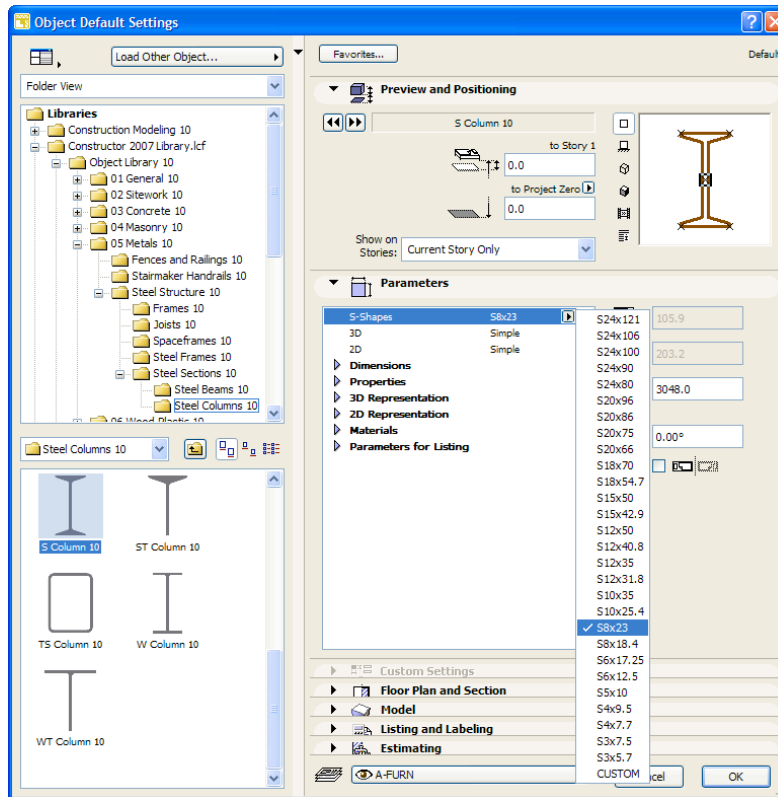 Object Default Settings
Load Other Object...
Folder View
Libraries
Construction Modeling 10
Constructor 2007 Library.lcf
Object Library 10
01 General 10
02 Sitework 10
03 Concrete 10
04 Masonry 10
05 Metals 10
Fences and Railings 10
Stairmaker Handrails 10
Steel Structure 10
Frames 10
Joists 10
Spaceframes 10
Steel Frames 10
Steel Sections 10
Steel Beams 10
Steel Columns 10
06 Wood Plastic 10
Steel Columns 10
S Column 10
ST Column 10
TS Column 10
W Column 10
WT Column 10
Favorites...
Default
Preview and Positioning
S Column 10
to Story 1
0.0
to Project Zero
0.0
Show on
Stories:
Current Story Only
Parameters
S-Shapes S8x23
3D Simple
2D Simple
Dimensions
Properties
3D Representation
2D Representation
Materials
Parameters for Listing
S24x121
S24x106
S24x100
S24x90
S24x80
S20x96
S20x86
S20x75
S20x66
S18x70
S18x54.7
S15x50
S15x42.9
S12x50
S12x40.8
S12x35
S12x31.8
S10x35
S10x25.4
S8x23
S8x18.4
S6x17.25
S6x12.5
S5x10
S4x9.5
S4x7.7
S3x7.5
S3x5.7
CUSTOM
105.9
203.2
3048.0
0.00°
Custom Settings
Floor Plan and Section
Model
Listing and Labeling
Estimating
A-FURN
cel
OK